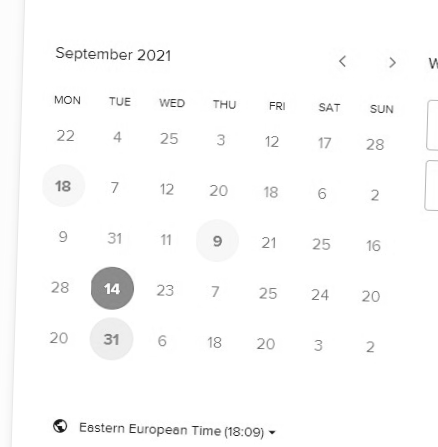 September 2021 < >
W
MON TUE WED THU FRI SAT SUN
22 4 25 3 12 17 28
18 7 12 20 18 6 2
9 31 11 9 21 25 16
28 14 23 7 25 24 20
20 31 6 18 20 3 2
Eastern European Time (18:09)